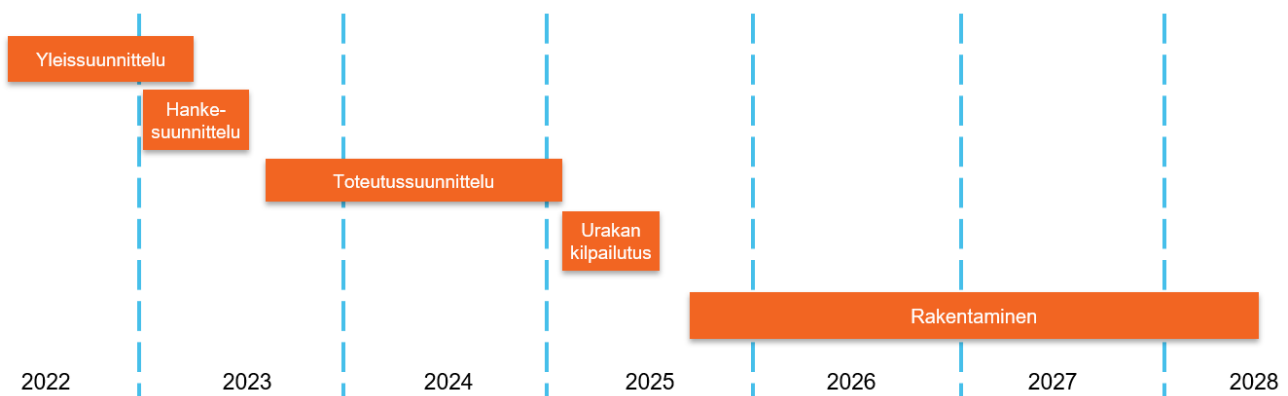 Yleissuunnittelu
Hanke-
suunnittelu
Toteutussuunnittelu
Urakan
kilpailutus
Rakentaminen
2022 2023 2024 2025 2026 2027 2028